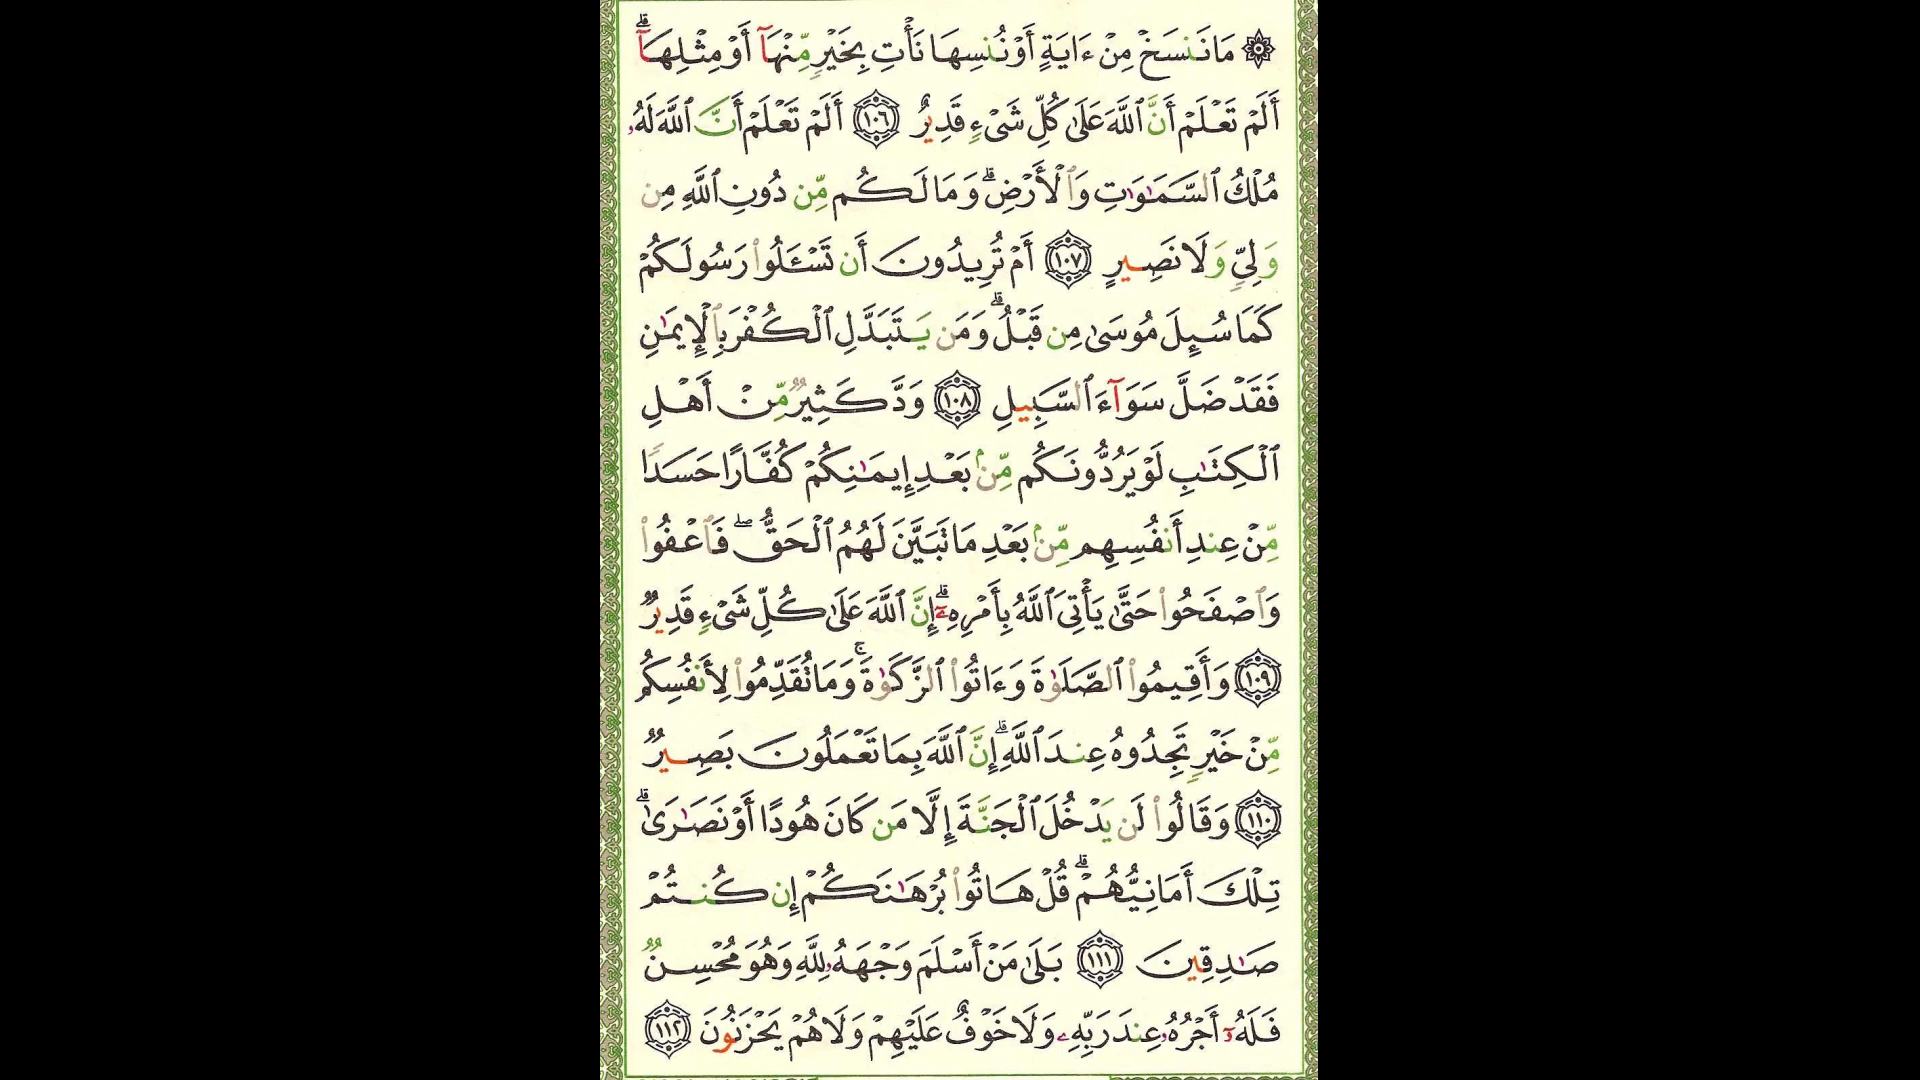 ۞ مَا نَنسَخْ مِنْ ءَايَةٍ أَوْ نُنسِهَا نَأْتِ بِخَيْرٍ مِّنْهَآ أَوْ مِثْلِهَآ ۗ
أَلَمْ تَعْلَمْ أَنَّ ٱللَّهَ عَلَىٰ كُلِّ شَىْءٍ قَدِيرٌ ١٠٦ أَلَمْ تَعْلَمْ أَنَّ ٱللَّهَ لَهُۥ
مُلْكُ ٱلسَّمَـٰوَٰتِ وَٱلْأَرْضِ ۗ وَمَا لَكُم مِّن دُونِ ٱللَّهِ مِن
وَلِىٍّ وَلَا نَصِيرٍ ١٠٧ أَمْ تُرِيدُونَ أَن تَسْـَٔلُوا۟ رَسُولَكُمْ
كَمَا سُئِلَ مُوسَىٰ مِن قَبْلُ ۗ وَمَن يَتَبَدَّلِ ٱلْكُفْرَ بِٱلْإِيمَـٰنِ
فَقَدْ ضَلَّ سَوَآءَ ٱلسَّبِيلِ ١٠٨ وَدَّ كَثِيرٌ مِّنْ أَهْلِ
ٱلْكِتَـٰبِ لَوْ يَرُدُّونَكُم مِّنۢ بَعْدِ إِيمَـٰنِكُمْ كُفَّارًا حَسَدًا
مِّنْ عِندِ أَنفُسِهِم مِّنۢ بَعْدِ مَا تَبَيَّنَ لَهُمُ ٱلْحَقُّ ۖ فَٱعْفُوا۟
وَٱصْفَحُوا۟ حَتَّىٰ يَأْتِىَ ٱللَّهُ بِأَمْرِهِۦٓ ۗ إِنَّ ٱللَّهَ عَلَىٰ كُلِّ شَىْءٍ قَدِيرٌ
١٠٩ وَأَقِيمُوا۟ ٱلصَّلَوٰةَ وَءَاتُوا۟ ٱلزَّكَوٰةَ ۚ وَمَا تُقَدِّمُوا۟ لِأَنفُسِكُم
مِّنْ خَيْرٍ تَجِدُوهُ عِندَ ٱللَّهِ ۗ إِنَّ ٱللَّهَ بِمَا تَعْمَلُونَ بَصِيرٌ
١١٠ وَقَالُوا۟ لَن يَدْخُلَ ٱلْجَنَّةَ إِلَّا مَن كَانَ هُودًا أَوْ نَصَـٰرَىٰ ۗ
تِلْكَ أَمَانِيُّهُمْ ۗ قُلْ هَاتُوا۟ بُرْهَـٰنَكُمْ إِن كُنتُمْ
صَـٰدِقِينَ ١١١ بَلَىٰ مَنْ أَسْلَمَ وَجْهَهُۥ لِلَّهِ وَهُوَ مُحْسِنٌ
فَلَهُۥٓ أَجْرُهُۥ عِندَ رَبِّهِۦ وَلَا خَوْفٌ عَلَيْهِمْ وَلَا هُمْ يَحْزَنُونَ ١١٢